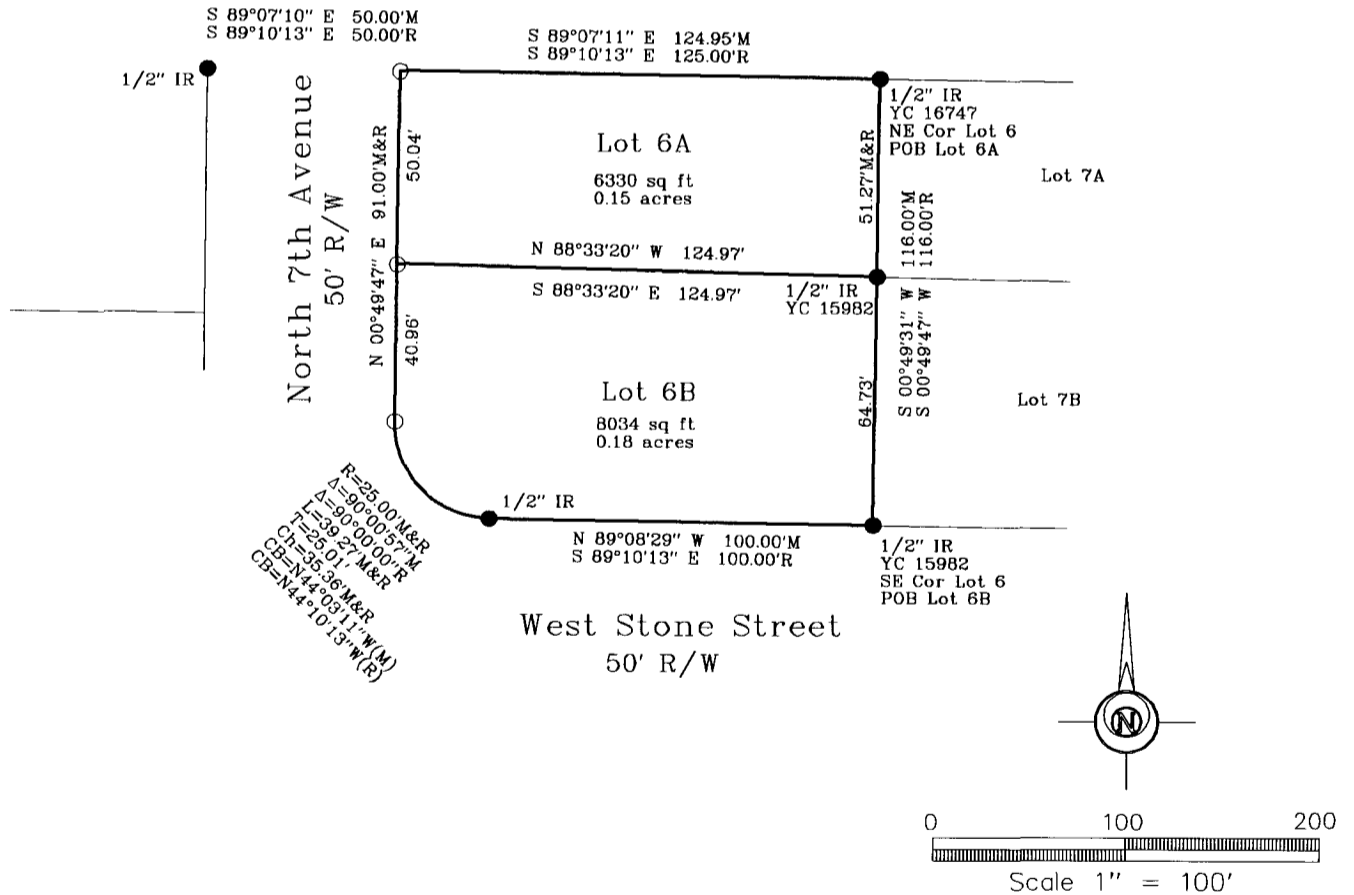 S 89°07'10" E 50.00'M
S 89°10'13" E 50.00'R
S 89°07'11" E 124.95'M
S 89°10'13" E 125.00'R
1/2" IR
1/2" IR
YC 16747
NE Cor Lot 6
POB Lot 6A
North 7th Avenue
50' R/W
N 00°49'47" E 91.00'M&R
50.04'
40.96'
Lot 6A
6330 sq ft
0.15 acres
51.27'M&R
Lot 7A
S 00°49'31" W 116.00'M
S 00°49'47" W 116.00'R
N 88°33'20" W 124.97'
S 88°33'20" E 124.97'
1/2" IR
YC 15982
Lot 6B
8034 sq ft
0.18 acres
64.73'
Lot 7B
R=25.00'M&R
Δ=90°00'57"M
Δ=90°00'00"R
L=39.27'M&R
T=25.01'
Ch=35.36'M&R
CB=N44°03'11"W(M)
CB=N44°10'13"W(R)
1/2" IR
N 89°08'29" W 100.00'M
S 89°10'13" E 100.00'R
1/2" IR
YC 15982
SE Cor Lot 6
POB Lot 6B
West Stone Street
50' R/W
N
0 100 200
Scale 1" = 100'